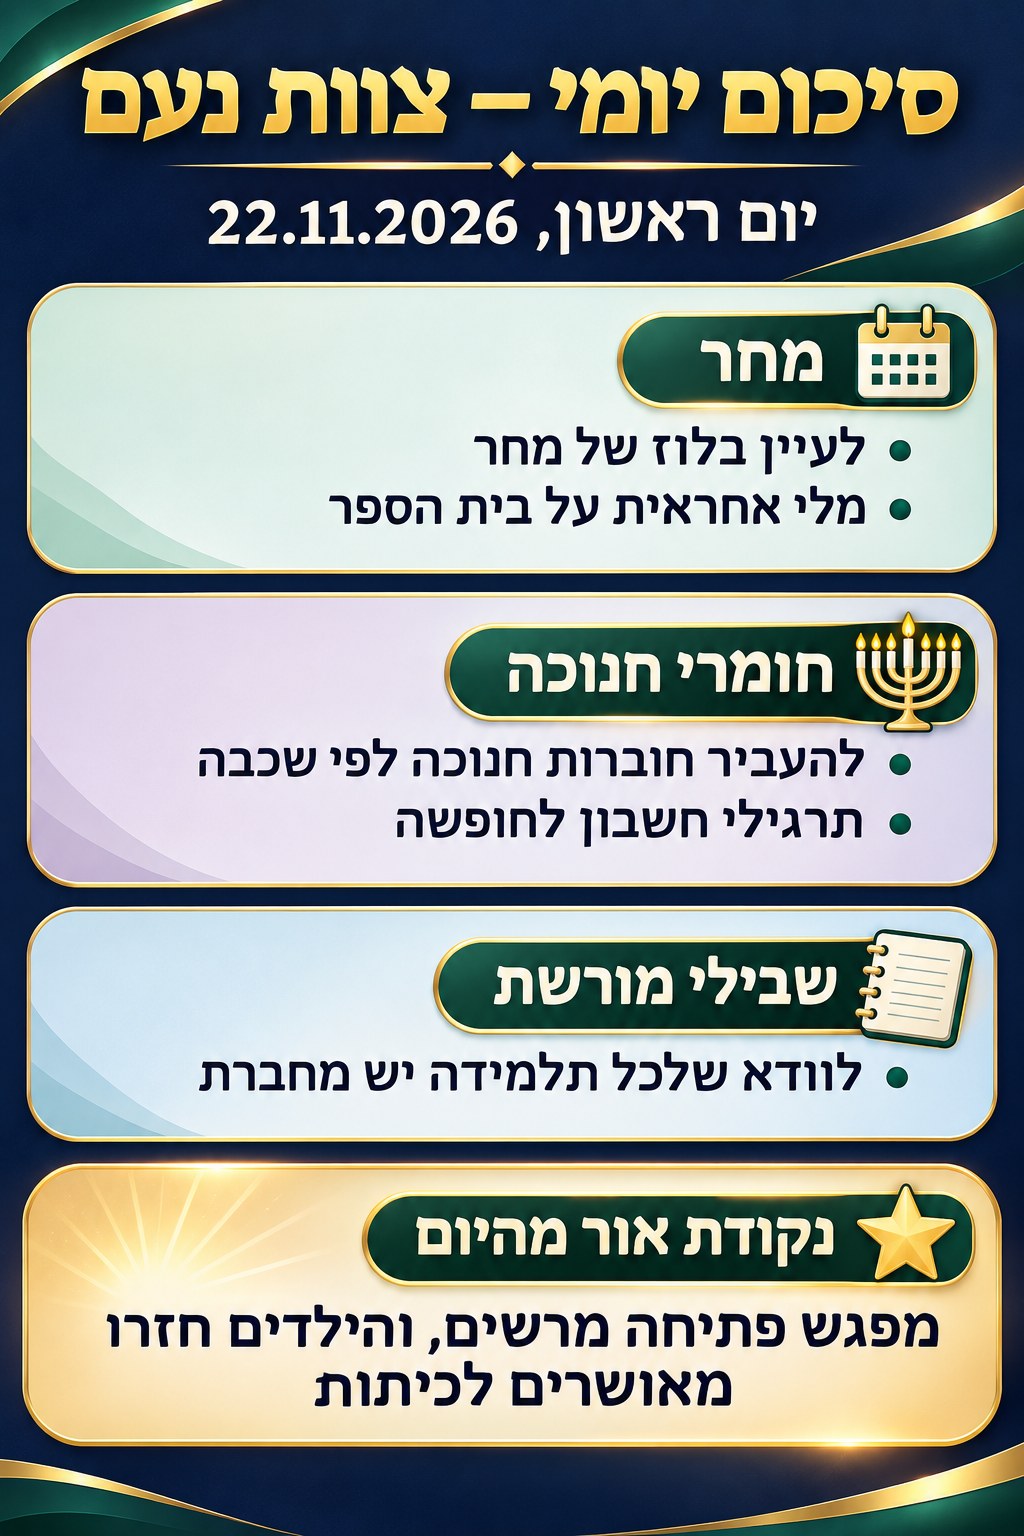 סיכום יומי – צוות נעם
יום ראשון, 22.11.2026
מחר
• לעיין בלוז של מחר
• מלי אחראית על בית הספר
חומרי חנוכה
• להעביר חוברות חנוכה לפי שכבה
• תרגילי חשבון לחופשה
שבילי מורשת
• לוודא שלכל תלמידה יש מחברת
נקודת אור מהיום
מפגש פתיחה מרשים, והילדים חזרו
מאושרים לכיתות